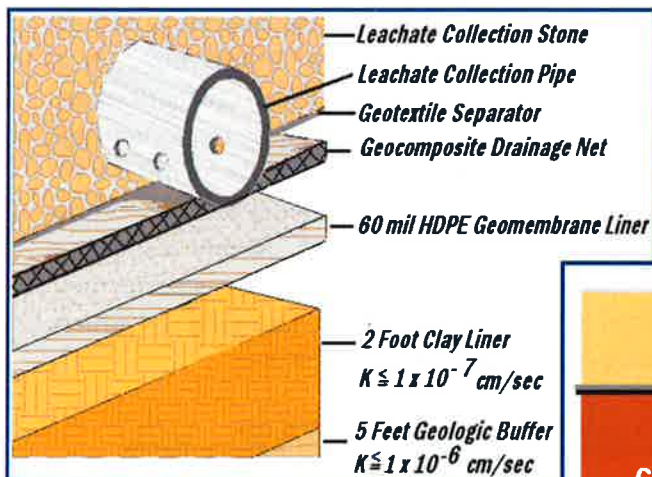 Leachate Collection Stone
Leachate Collection Pipe
Geotextile Separator
Geocomposite Drainage Net
60 mil HDPE Geomembrane Liner
2 Foot Clay Liner
K ≦ 1 x 10⁻⁷ cm/sec
5 Feet Geologic Buffer
K ≦ 1 x 10⁻⁶ cm/sec